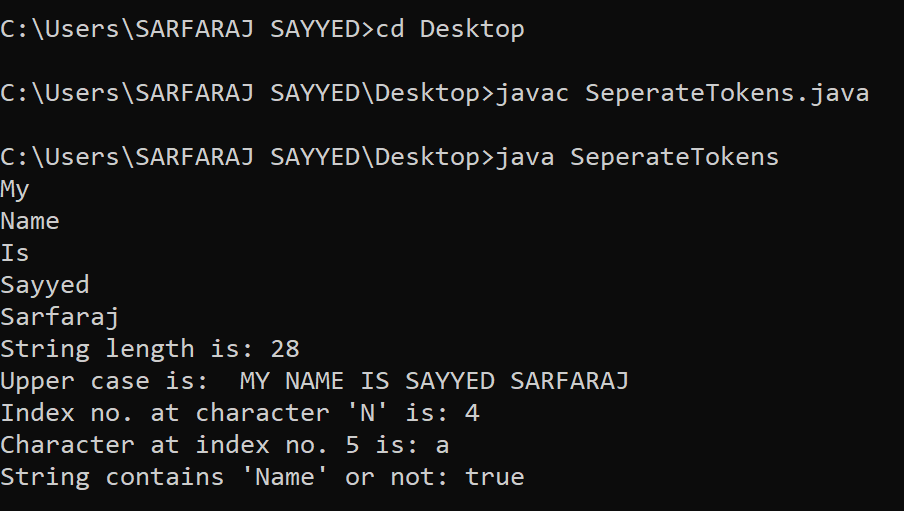 C:\Users\SARFARAJ SAYYED>cd Desktop
C:\Users\SARFARAJ SAYYED\Desktop>javac SeperateTokens.java
C:\Users\SARFARAJ SAYYED\Desktop>java SeperateTokens
My
Name
Is
Sayyed
Sarfaraj
String length is: 28
Upper case is:  MY NAME IS SAYYED SARFARAJ
Index no. at character 'N' is: 4
Character at index no. 5 is: a
String contains 'Name' or not: true